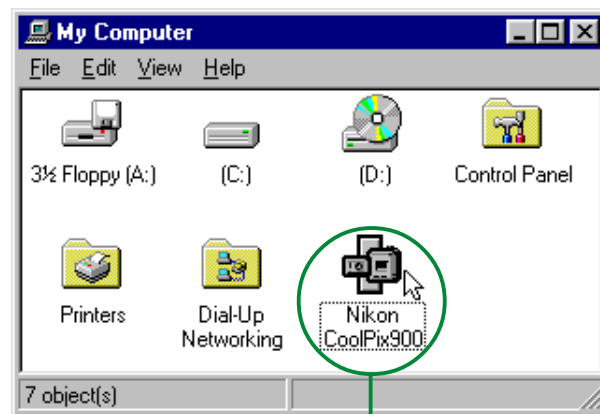 My Computer
File Edit View Help
3½ Floppy (A:)
(C:)
(D:)
Control Panel
Printers
Dial-Up
Networking
Nikon
CoolPix900
7 object(s)